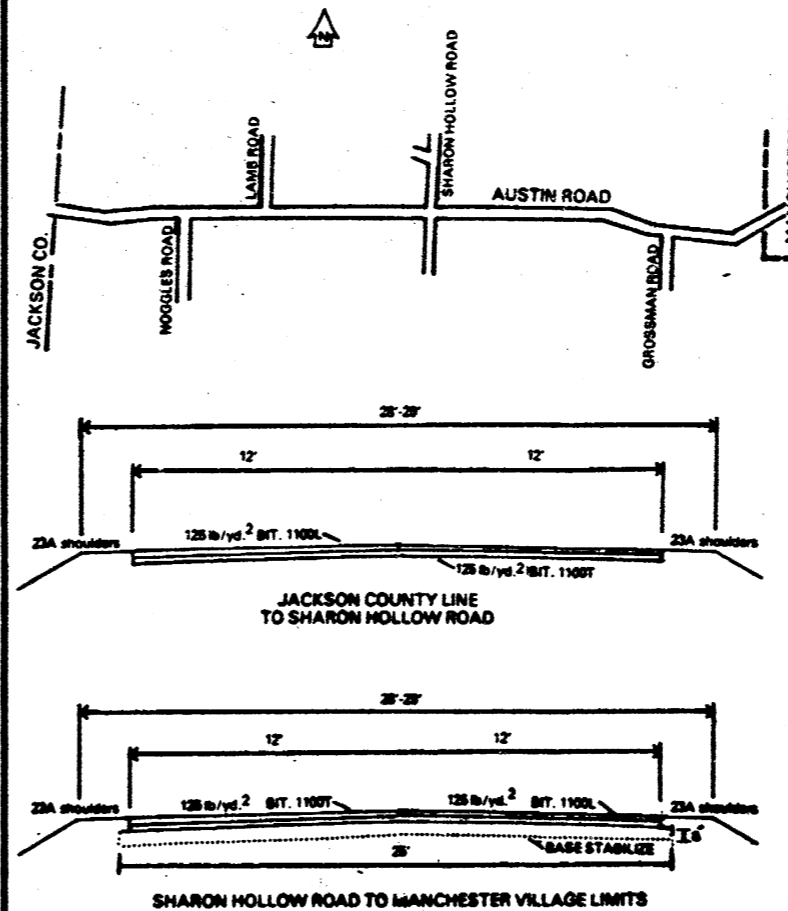 N
SHARON HOLLOW ROAD
LAMB ROAD
AUSTIN ROAD
JACKSON CO.
NOGGLES ROAD
GROSSMAN ROAD
28'-29'
12' 12'
23A shoulders 125 lb/yd.² BIT. 1100L 23A shoulders
125 lb/yd.² BIT. 1100T
JACKSON COUNTY LINE
TO SHARON HOLLOW ROAD
28'-29'
12' 12'
23A shoulders 125 lb/yd.² BIT. 1100T 125 lb/yd.² BIT. 1100L 23A shoulders
BASE STABILIZE
SHARON HOLLOW ROAD TO MANCHESTER VILLAGE LIMITS